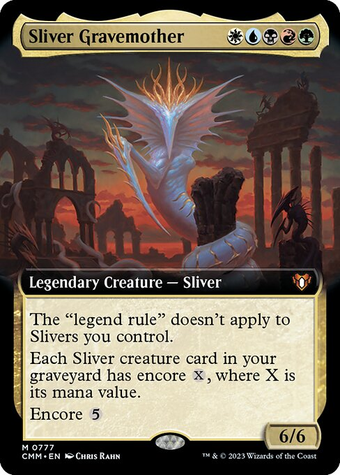 Sliver Gravemother
Legendary Creature — Sliver
The “legend rule” doesn’t apply to
Slivers you control.
Each Sliver creature card in your
graveyard has encore X, where X is
its mana value.
Encore 5
6/6
M 0777
CMM • EN Chris Rahn
™ & © 2023 Wizards of the Coast